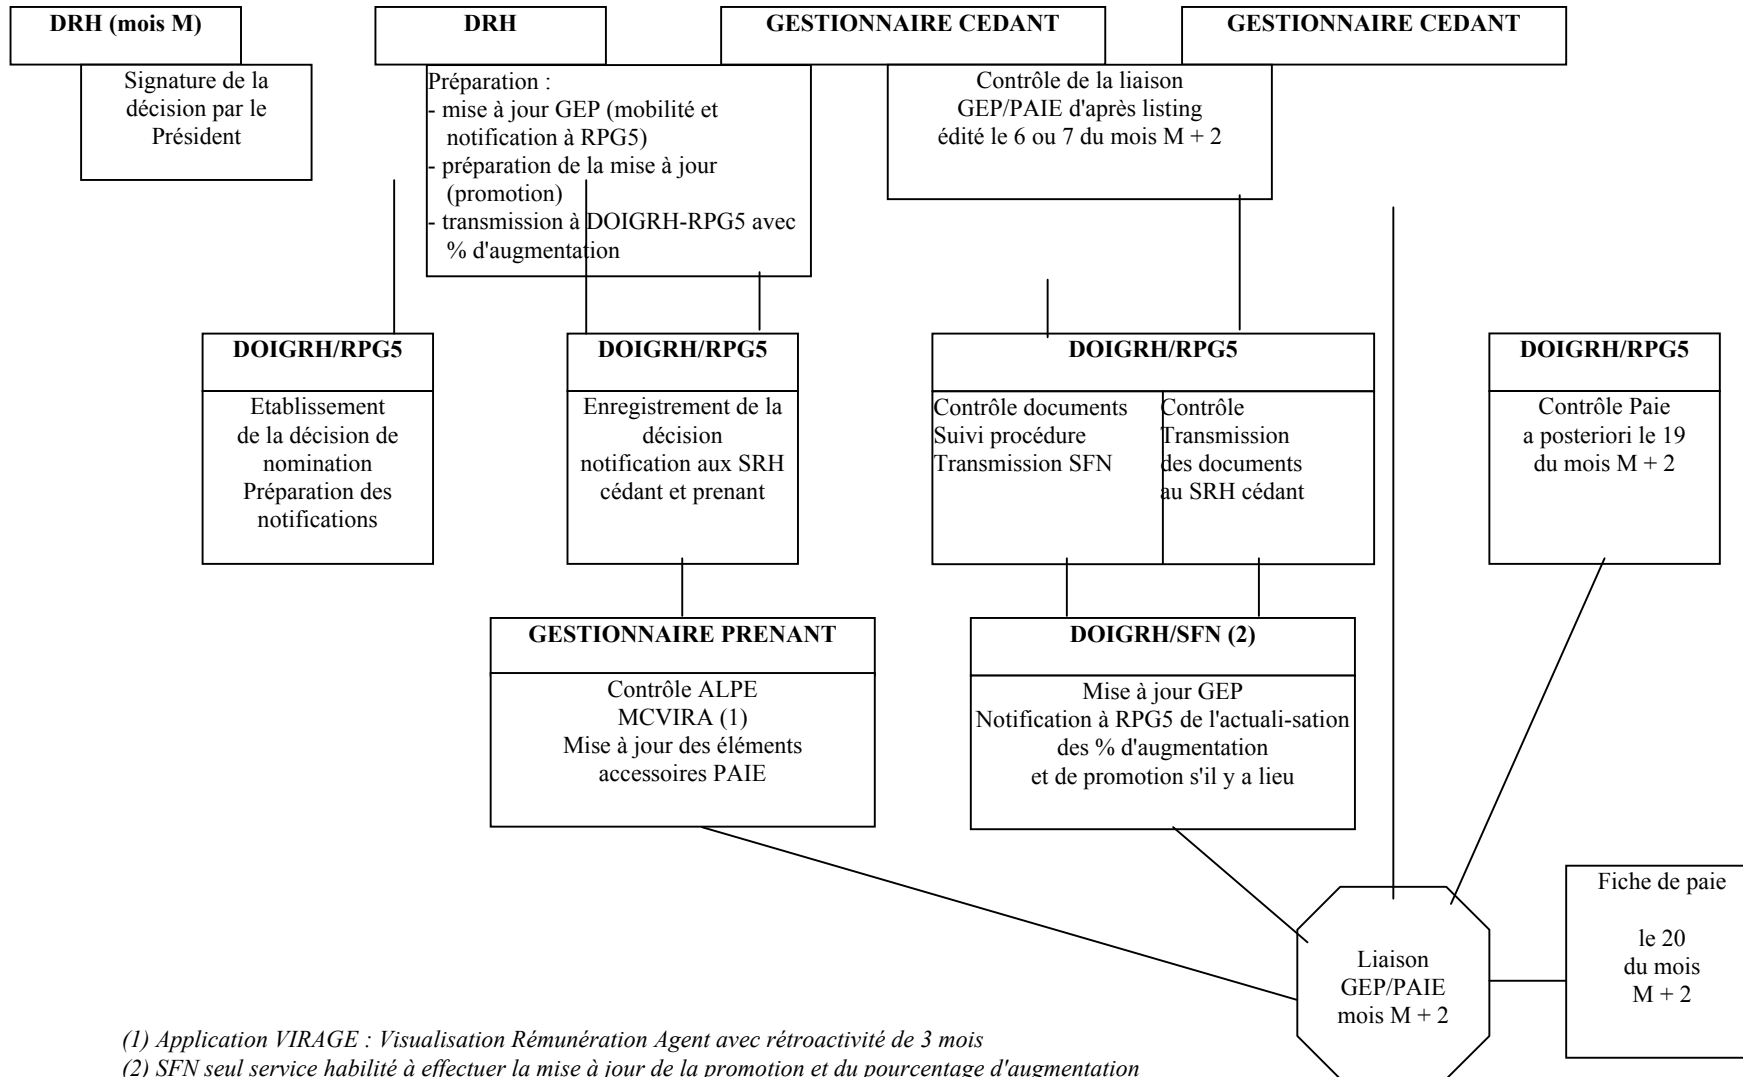 DRH (mois M)
Signature de la
décision par le
Président
DRH
Préparation :
- mise à jour GEP (mobilité et
notification à RPG5)
- préparation de la mise à jour
(promotion)
- transmission à DOIGRH-RPG5 avec
% d'augmentation
GESTIONNAIRE CEDANT
Contrôle de la liaison
GEP/PAIE d'après listing
édité le 6 ou 7 du mois M + 2
GESTIONNAIRE CEDANT
DOIGRH/RPG5
Etablissement
de la décision de
nomination
Préparation des
notifications
DOIGRH/RPG5
Enregistrement de la
décision
notification aux SRH
cédant et prenant
DOIGRH/RPG5
Contrôle documents
Suivi procédure
Transmission SFN
Contrôle
Transmission
des documents
au SRH cédant
DOIGRH/RPG5
Contrôle Paie
a posteriori le 19
du mois M + 2
GESTIONNAIRE PRENANT
Contrôle ALPE
MCVIRA (1)
Mise à jour des éléments
accessoires PAIE
DOIGRH/SFN (2)
Mise à jour GEP
Notification à RPG5 de l'actuali-sation
des % d'augmentation
et de promotion s'il y a lieu
Liaison
GEP/PAIE
mois M + 2
Fiche de paie
le 20
du mois
M + 2
(1) Application VIRAGE : Visualisation Rémunération Agent avec rétroactivité de 3 mois
(2) SFN seul service habilité à effectuer la mise à jour de la promotion et du pourcentage d'augmentation